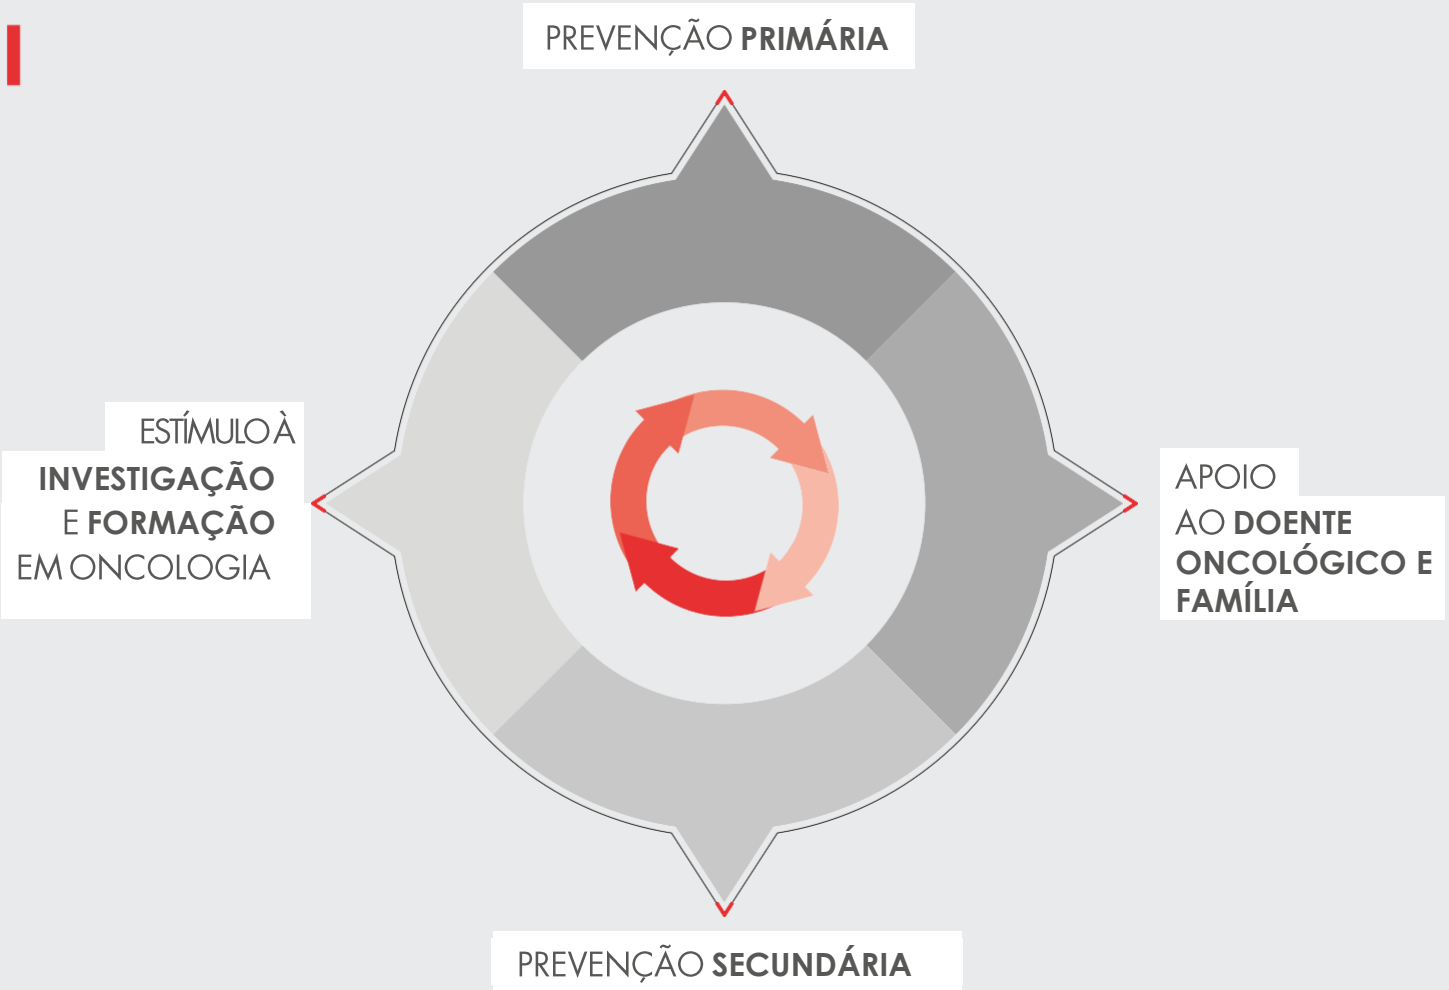 PREVENÇÃO PRIMÁRIA
ESTÍMULO À
INVESTIGAÇÃO
E FORMAÇÃO
EM ONCOLOGIA
APOIO
AO DOENTE
ONCOLÓGICO E
FAMÍLIA
PREVENÇÃO SECUNDÁRIA